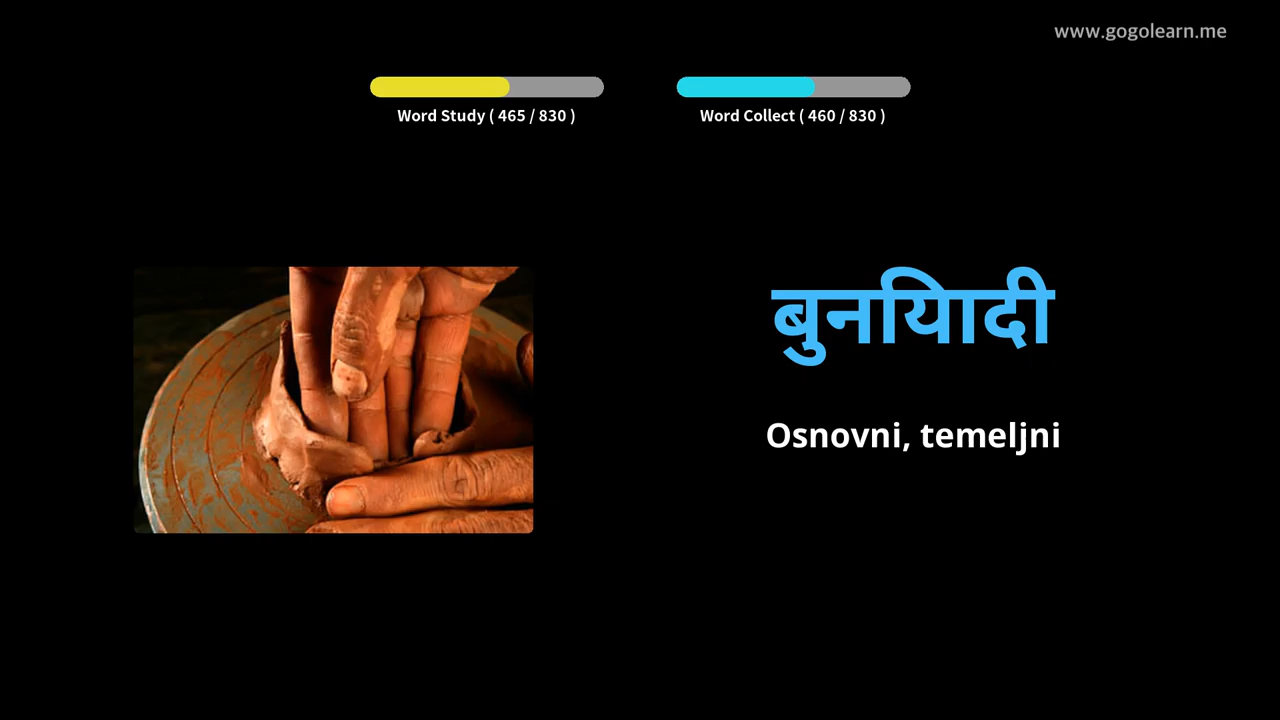 www.gogolearn.me
Word Study ( 465 / 830 )
Word Collect ( 460 / 830 )
बुनियादी
Osnovni, temeljni